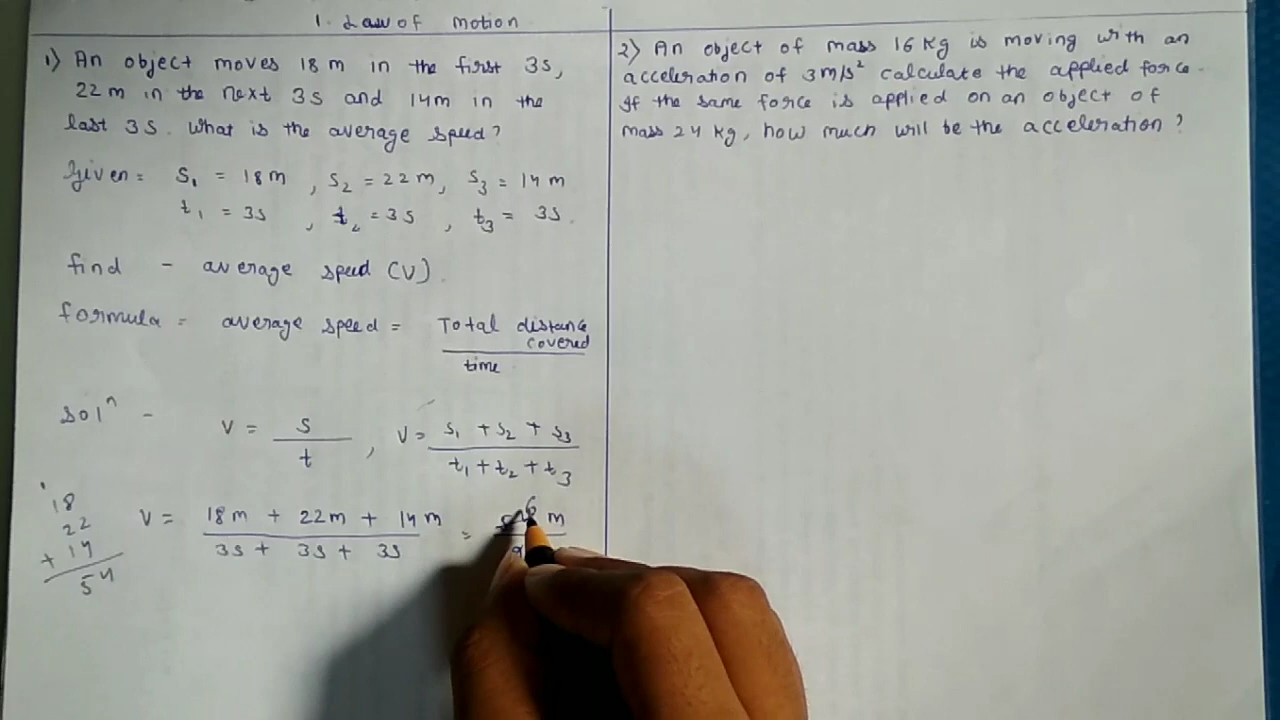 1. Law of motion
1) An object moves 18 m in the first 3s,
22 m in the next 3s and 14m in the
last 3s. What is the average speed?
Given = S₁ = 18m , S₂ = 22 m, S₃ = 14 m
t₁ = 3s , t₂ = 3s , t₃ = 3s.
find - average speed (V).
formula = average speed = Total distance
covered
time
Solⁿ -
V = S
t , V = S₁ + S₂ + S₃
t₁ + t₂ + t₃
18
22
+ 14
54
V = 18m + 22m + 14 m
3s + 3s + 3s
= 6 m
2) An object of mass 16 Kg is moving with an
acceleration of 3m/s² calculate the applied force.
If the same force is applied on an object of
mass 24 kg, how much will be the acceleration?